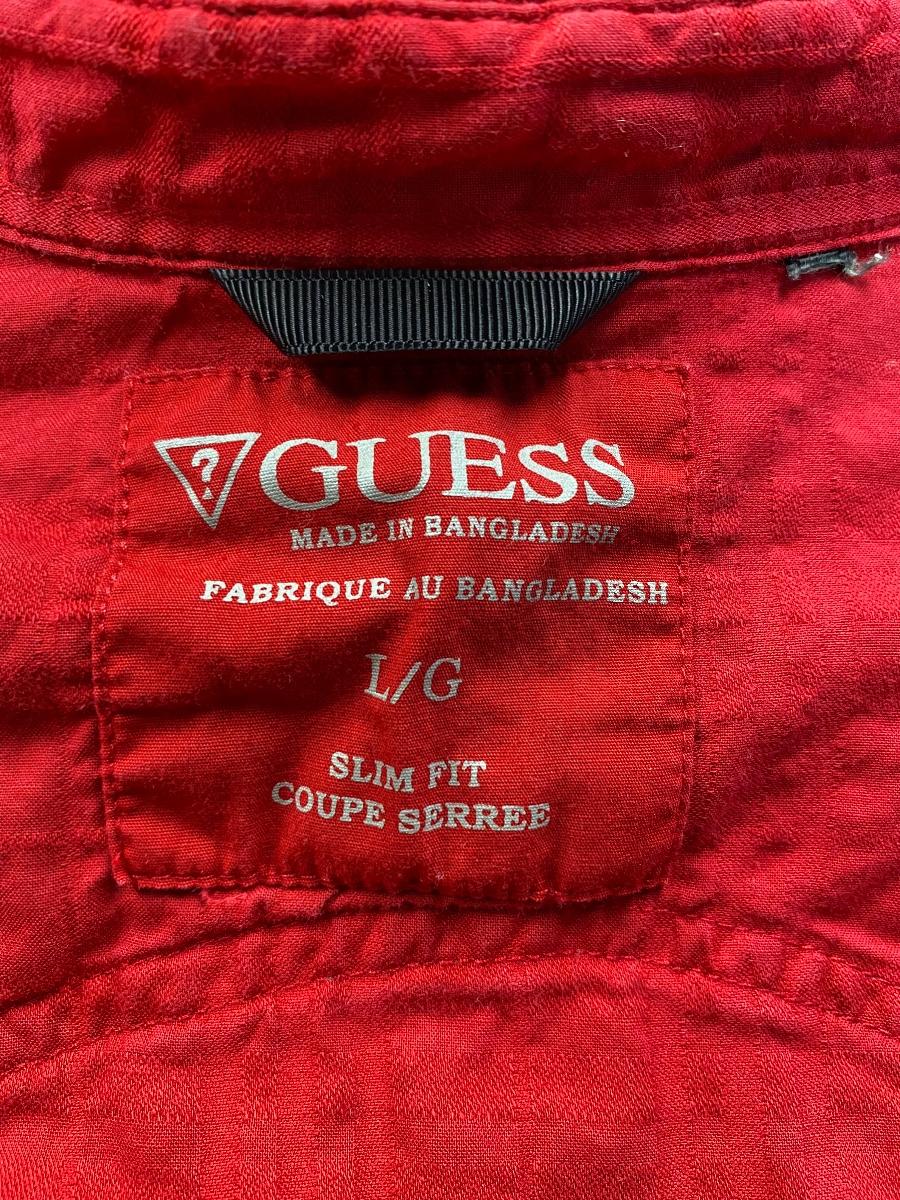 ? GUESS
MADE IN BANGLADESH
FABRIQUE AU BANGLADESH
L/G
SLIM FIT
COUPE SERREE